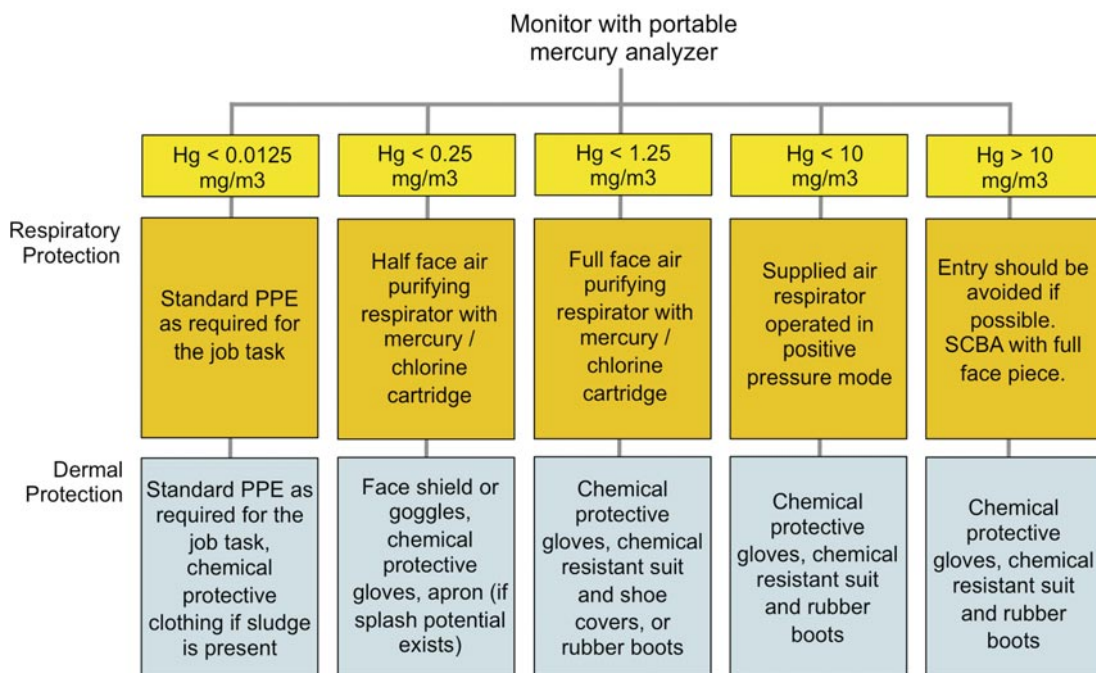 Monitor with portable
mercury analyzer
Hg < 0.0125
mg/m3
Hg < 0.25
mg/m3
Hg < 1.25
mg/m3
Hg < 10
mg/m3
Hg > 10
mg/m3
Respiratory
Protection
Standard PPE
as required for
the job task
Half face air
purifying
respirator with
mercury /
chlorine
cartridge
Full face air
purifying
respirator with
mercury /
chlorine
cartridge
Supplied air
respirator
operated in
positive
pressure mode
Entry should be
avoided if
possible.
SCBA with full
face piece.
Dermal
Protection
Standard PPE as
required for the
job task,
chemical
protective
clothing if sludge
is present
Face shield or
goggles,
chemical
protective
gloves, apron (if
splash potential
exists)
Chemical
protective
gloves, chemical
resistant suit
and shoe
covers, or
rubber boots
Chemical
protective
gloves, chemical
resistant suit
and rubber
boots
Chemical
protective
gloves, chemical
resistant suit
and rubber
boots